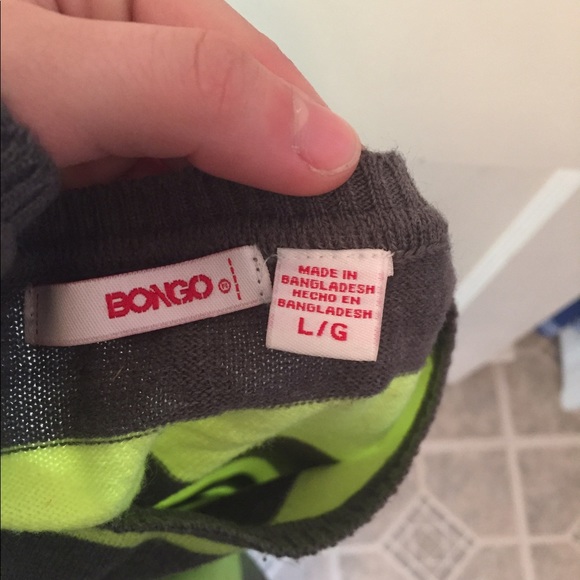 BONGO ®
MADE IN
BANGLADESH
HECHO EN
BANGLADESH
L/G